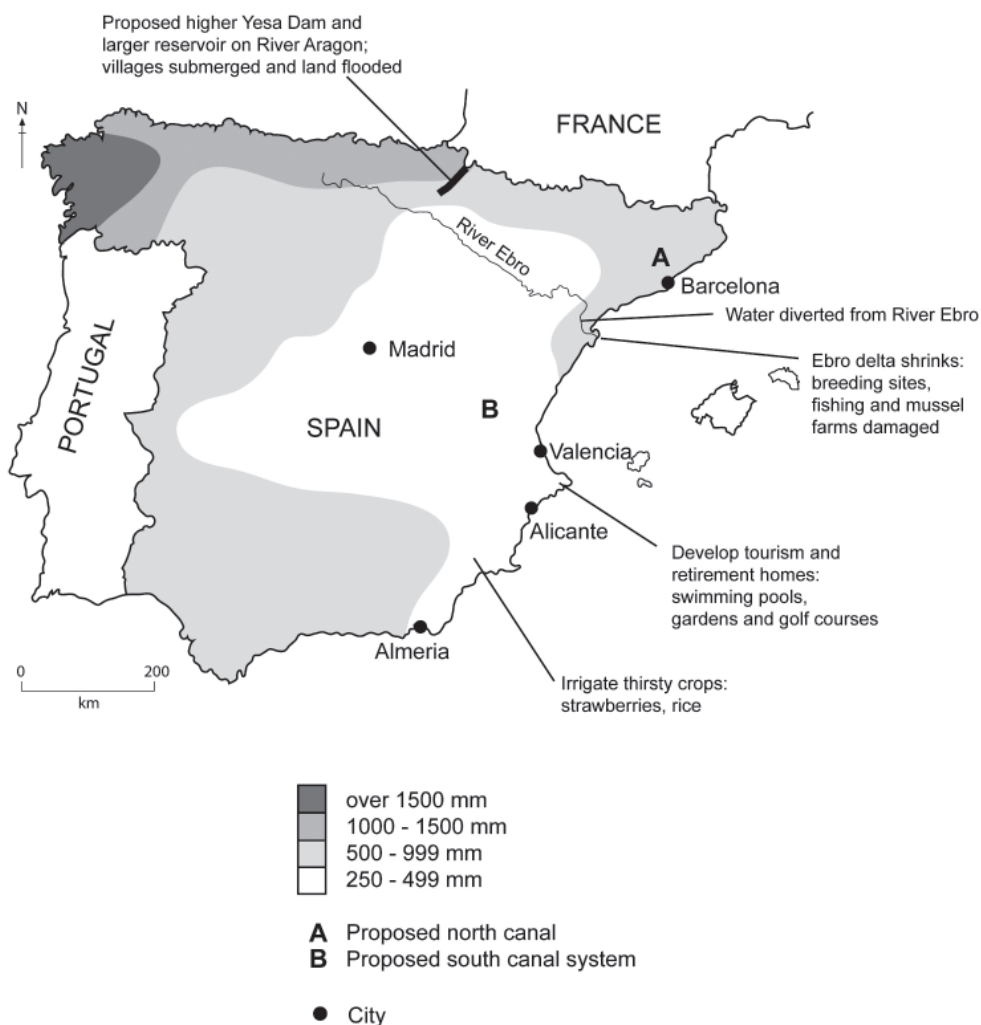 Proposed higher Yesa Dam and
larger reservoir on River Aragon;
villages submerged and land flooded
N
FRANCE
River Ebro
A
Barcelona
Water diverted from River Ebro
Madrid
Ebro delta shrinks:
breeding sites,
fishing and mussel
farms damaged
PORTUGAL
B
SPAIN
Valencia
Alicante
Develop tourism and
retirement homes:
swimming pools,
gardens and golf courses
Almeria
0 200
km
Irrigate thirsty crops:
strawberries, rice
over 1500 mm
1000 - 1500 mm
500 - 999 mm
250 - 499 mm
A Proposed north canal
B Proposed south canal system
City